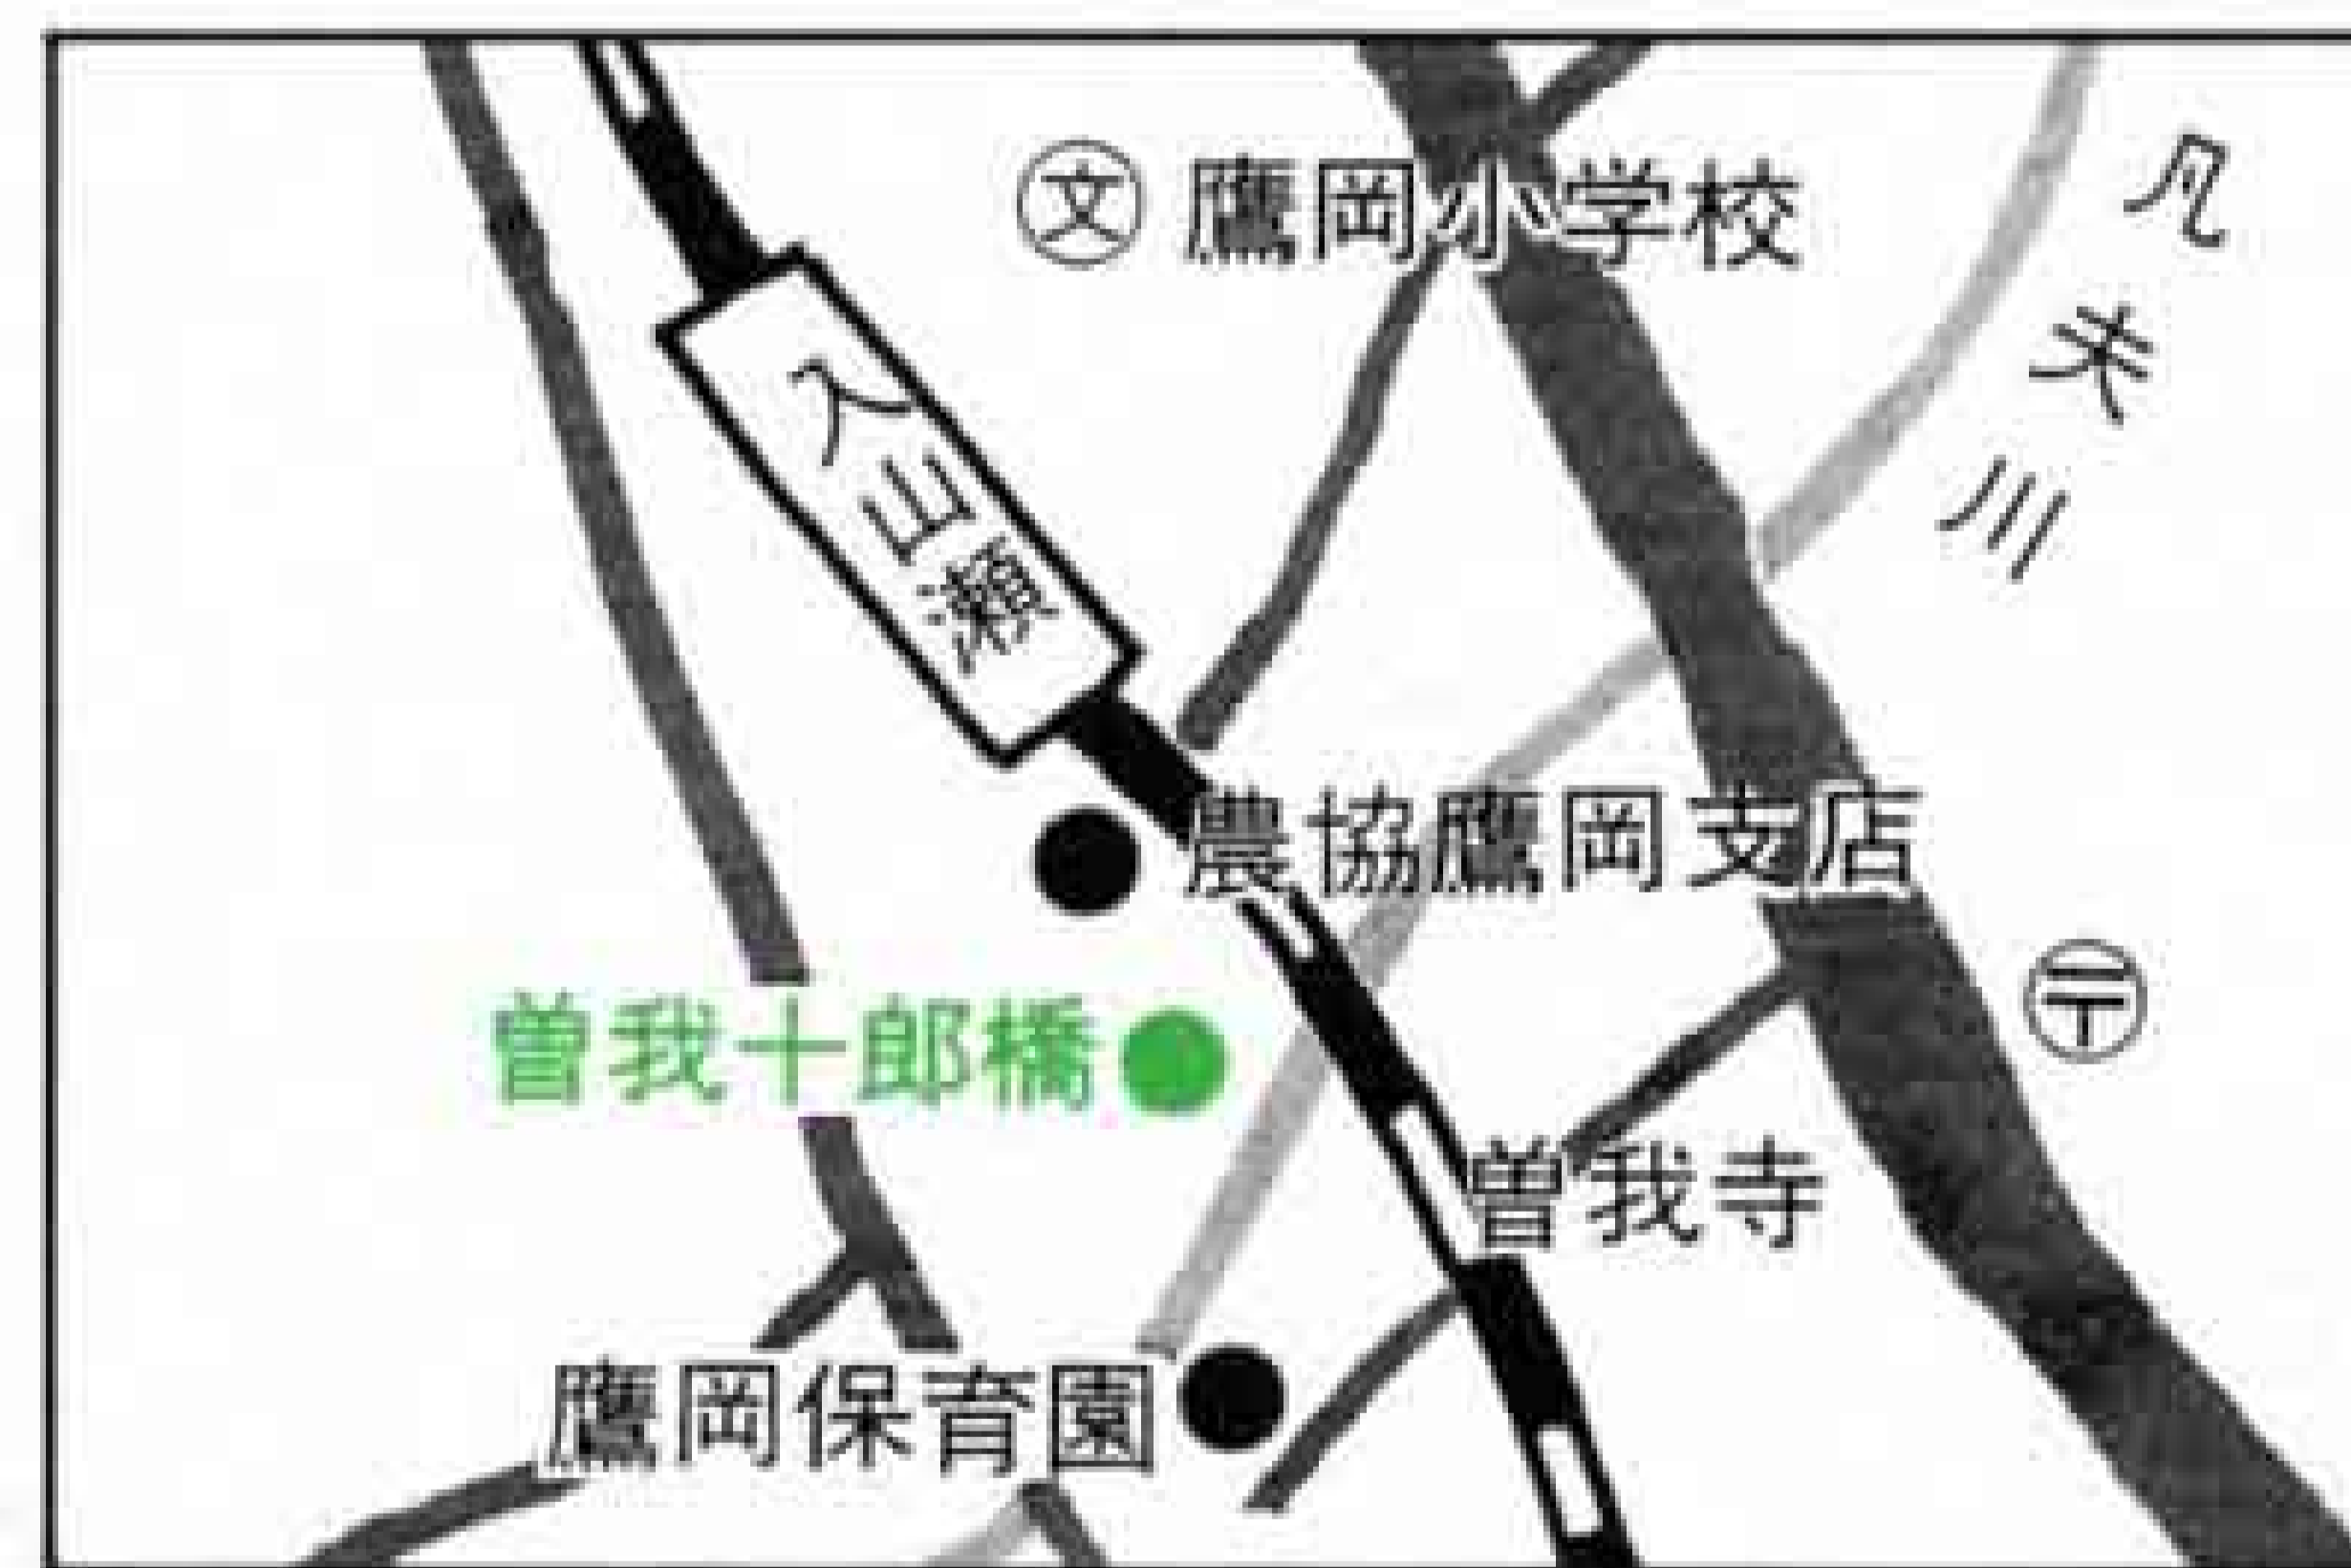 文 鷹岡小学校
凡夫川
入山瀬
農協鷹岡支店
〒
曽我十郎橋
曽我寺
鷹岡保育園